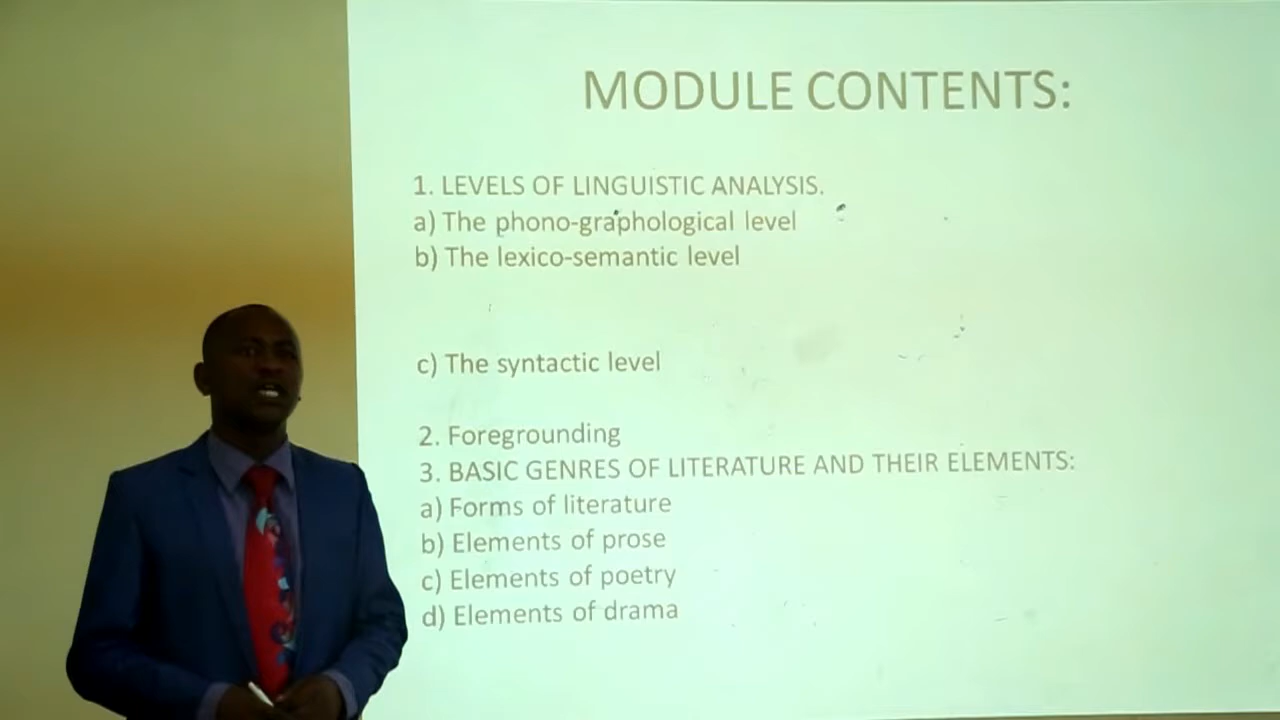 MODULE CONTENTS:
1. LEVELS OF LINGUISTIC ANALYSIS.
a) The phono-graphological level
b) The lexico-semantic level
c) The syntactic level
2. Foregrounding
3. BASIC GENRES OF LITERATURE AND THEIR ELEMENTS:
a) Forms of literature
b) Elements of prose
c) Elements of poetry
d) Elements of drama